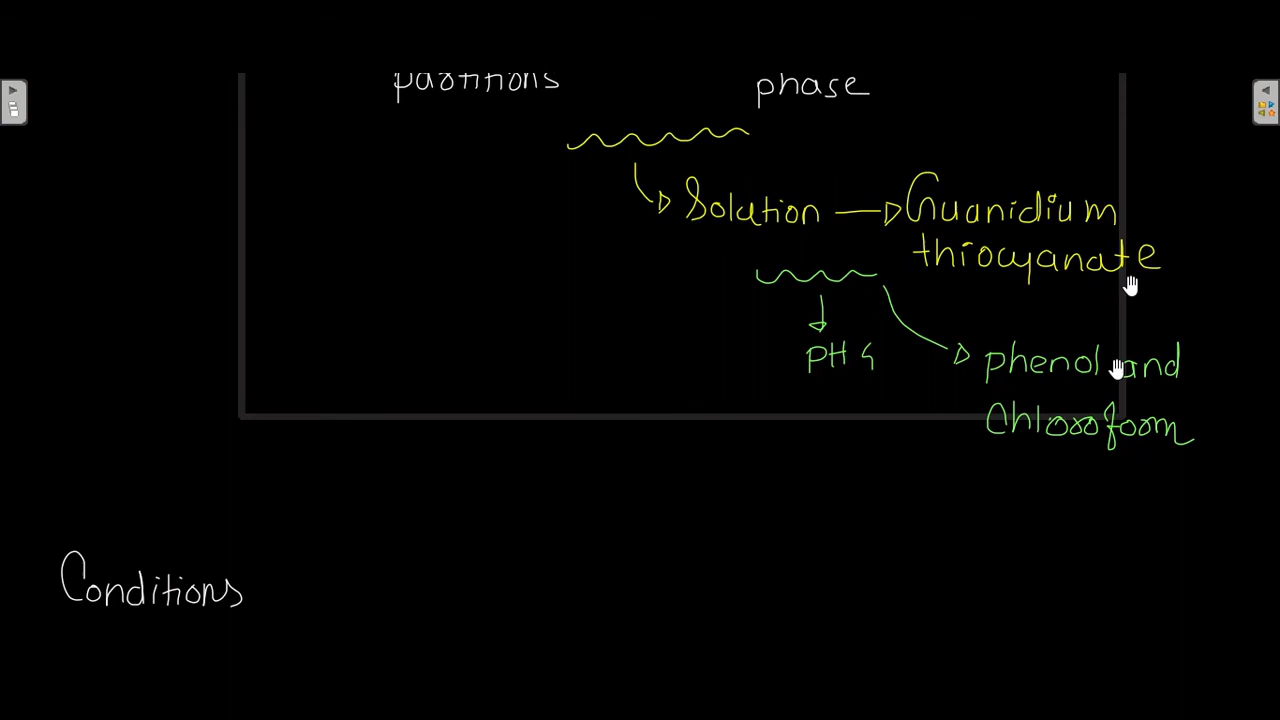 partitions phase
Solution Guanidium
thiocyanate
PH 4
phenol and
Chloroform
Conditions